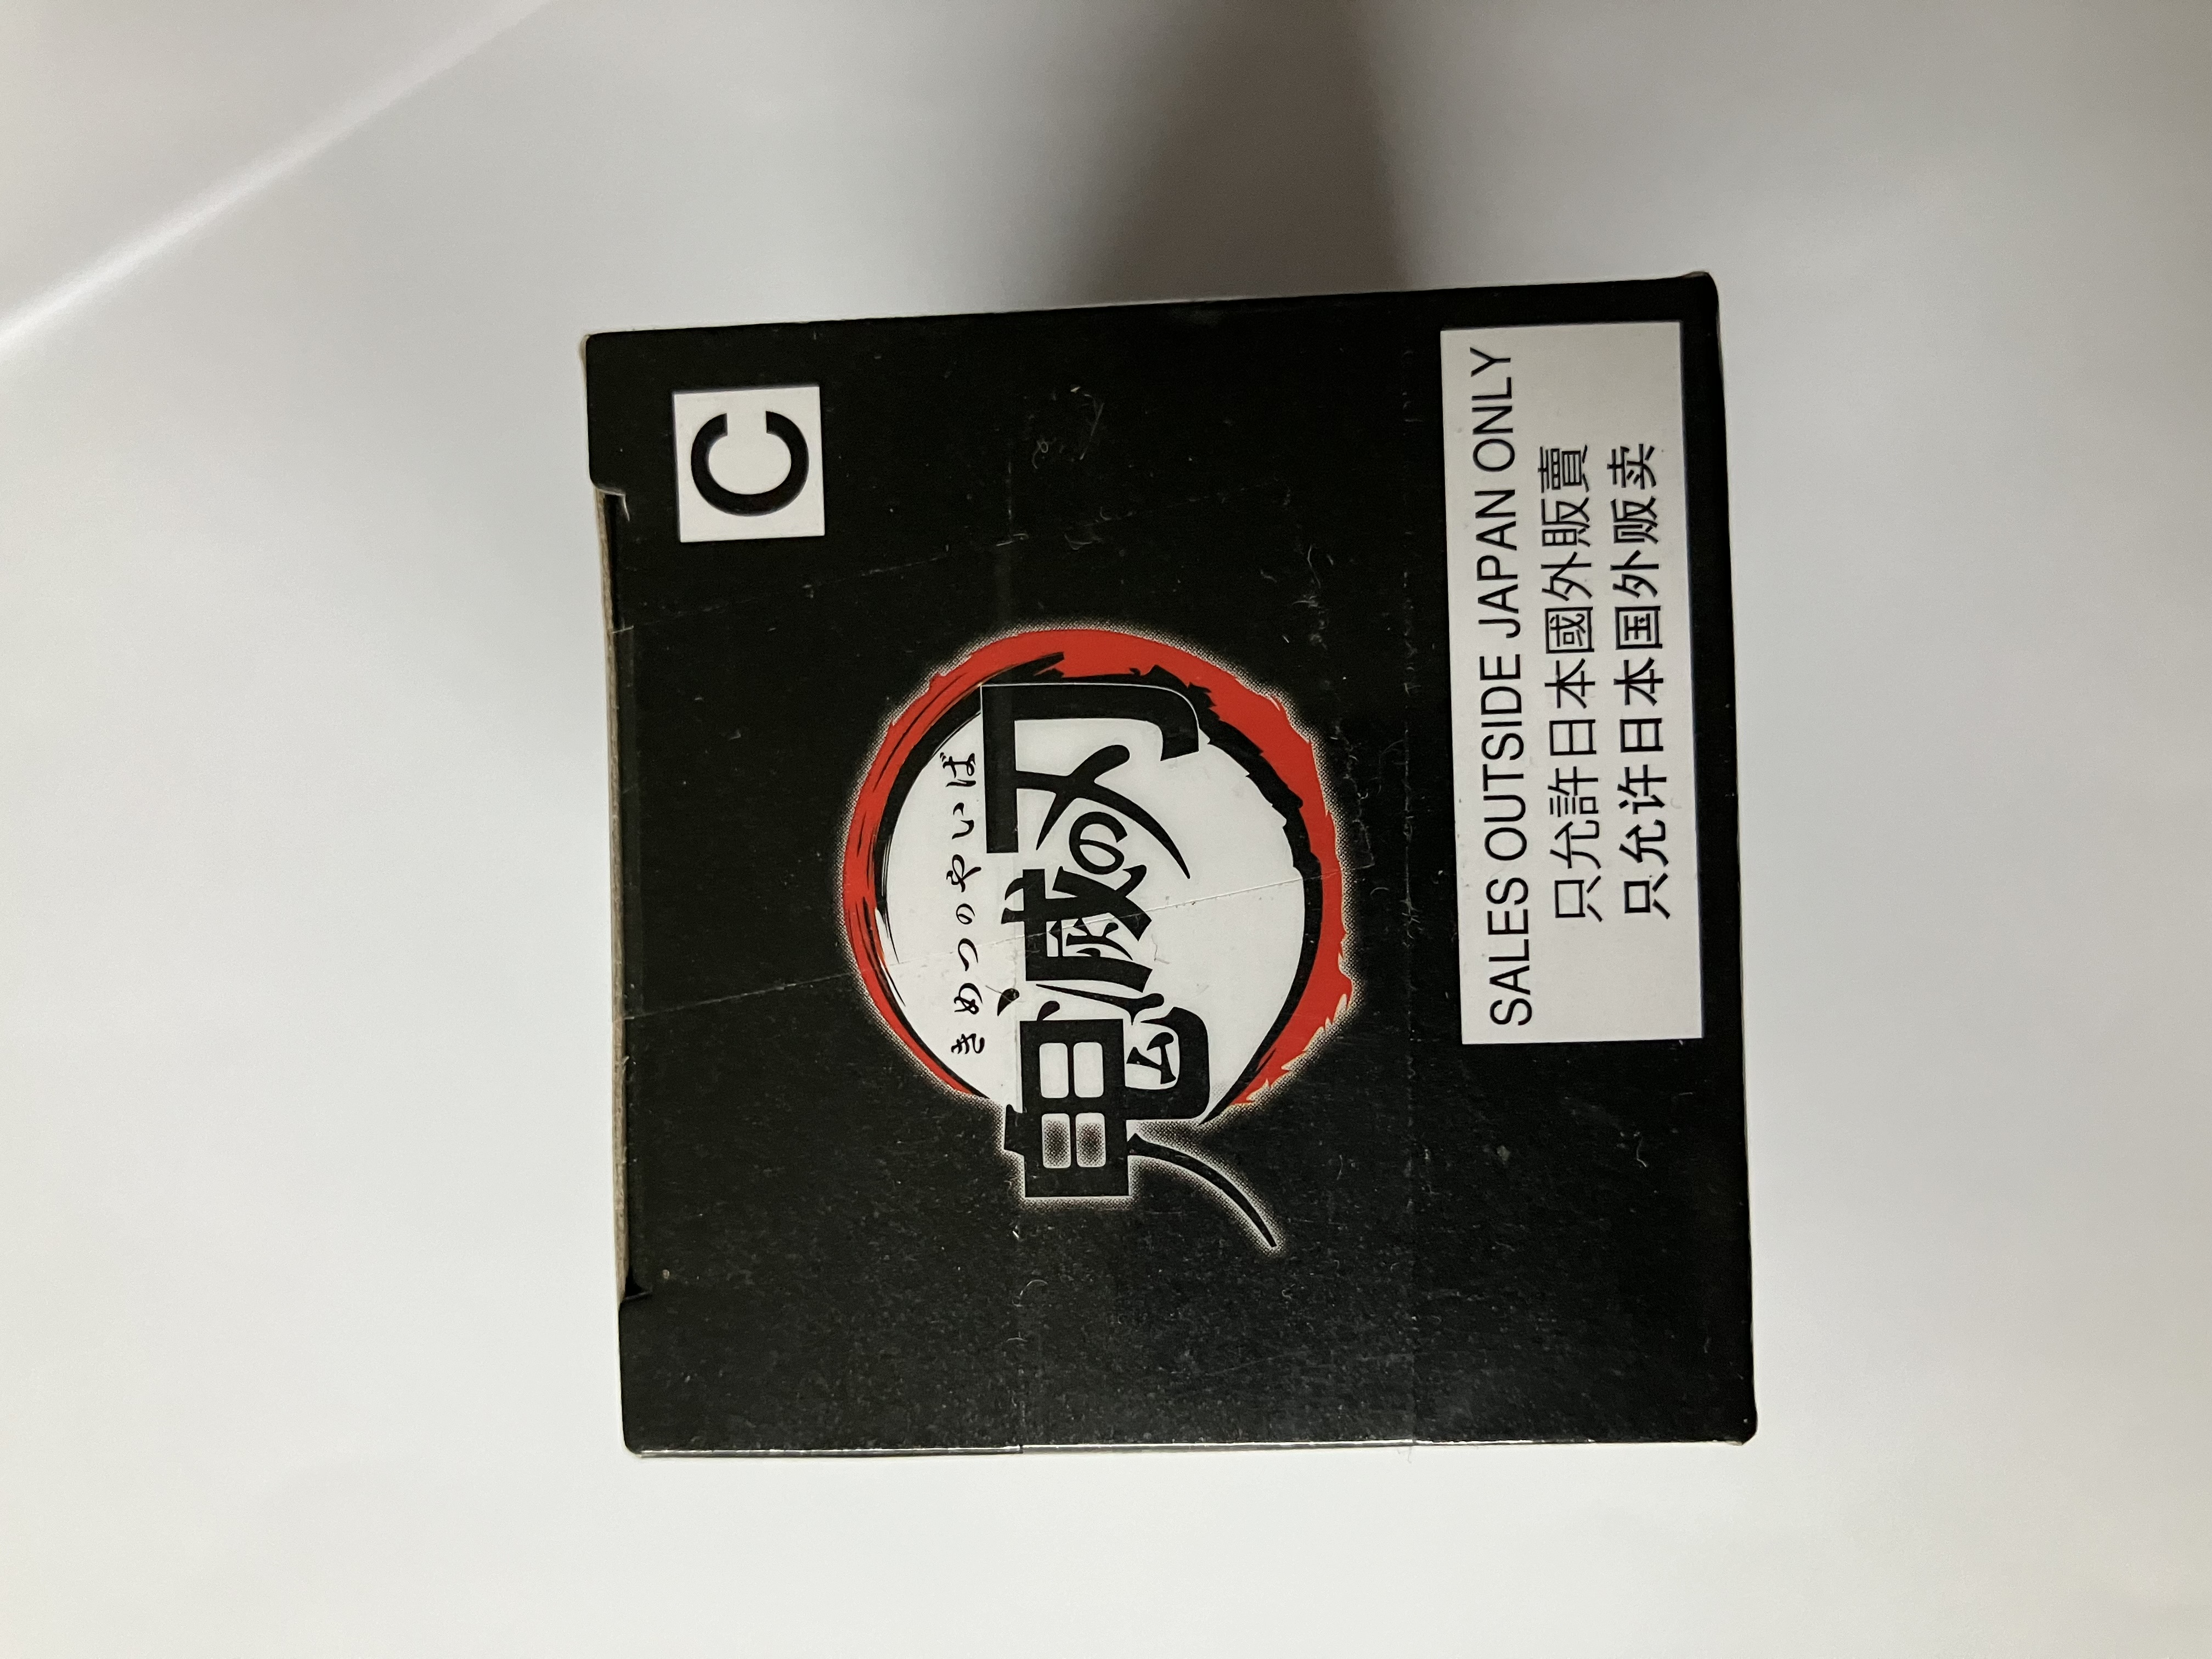 C
きめつのやいば
鬼滅の刃
SALES OUTSIDE JAPAN ONLY
只允許日本國外販賣
只允许日本国外贩卖